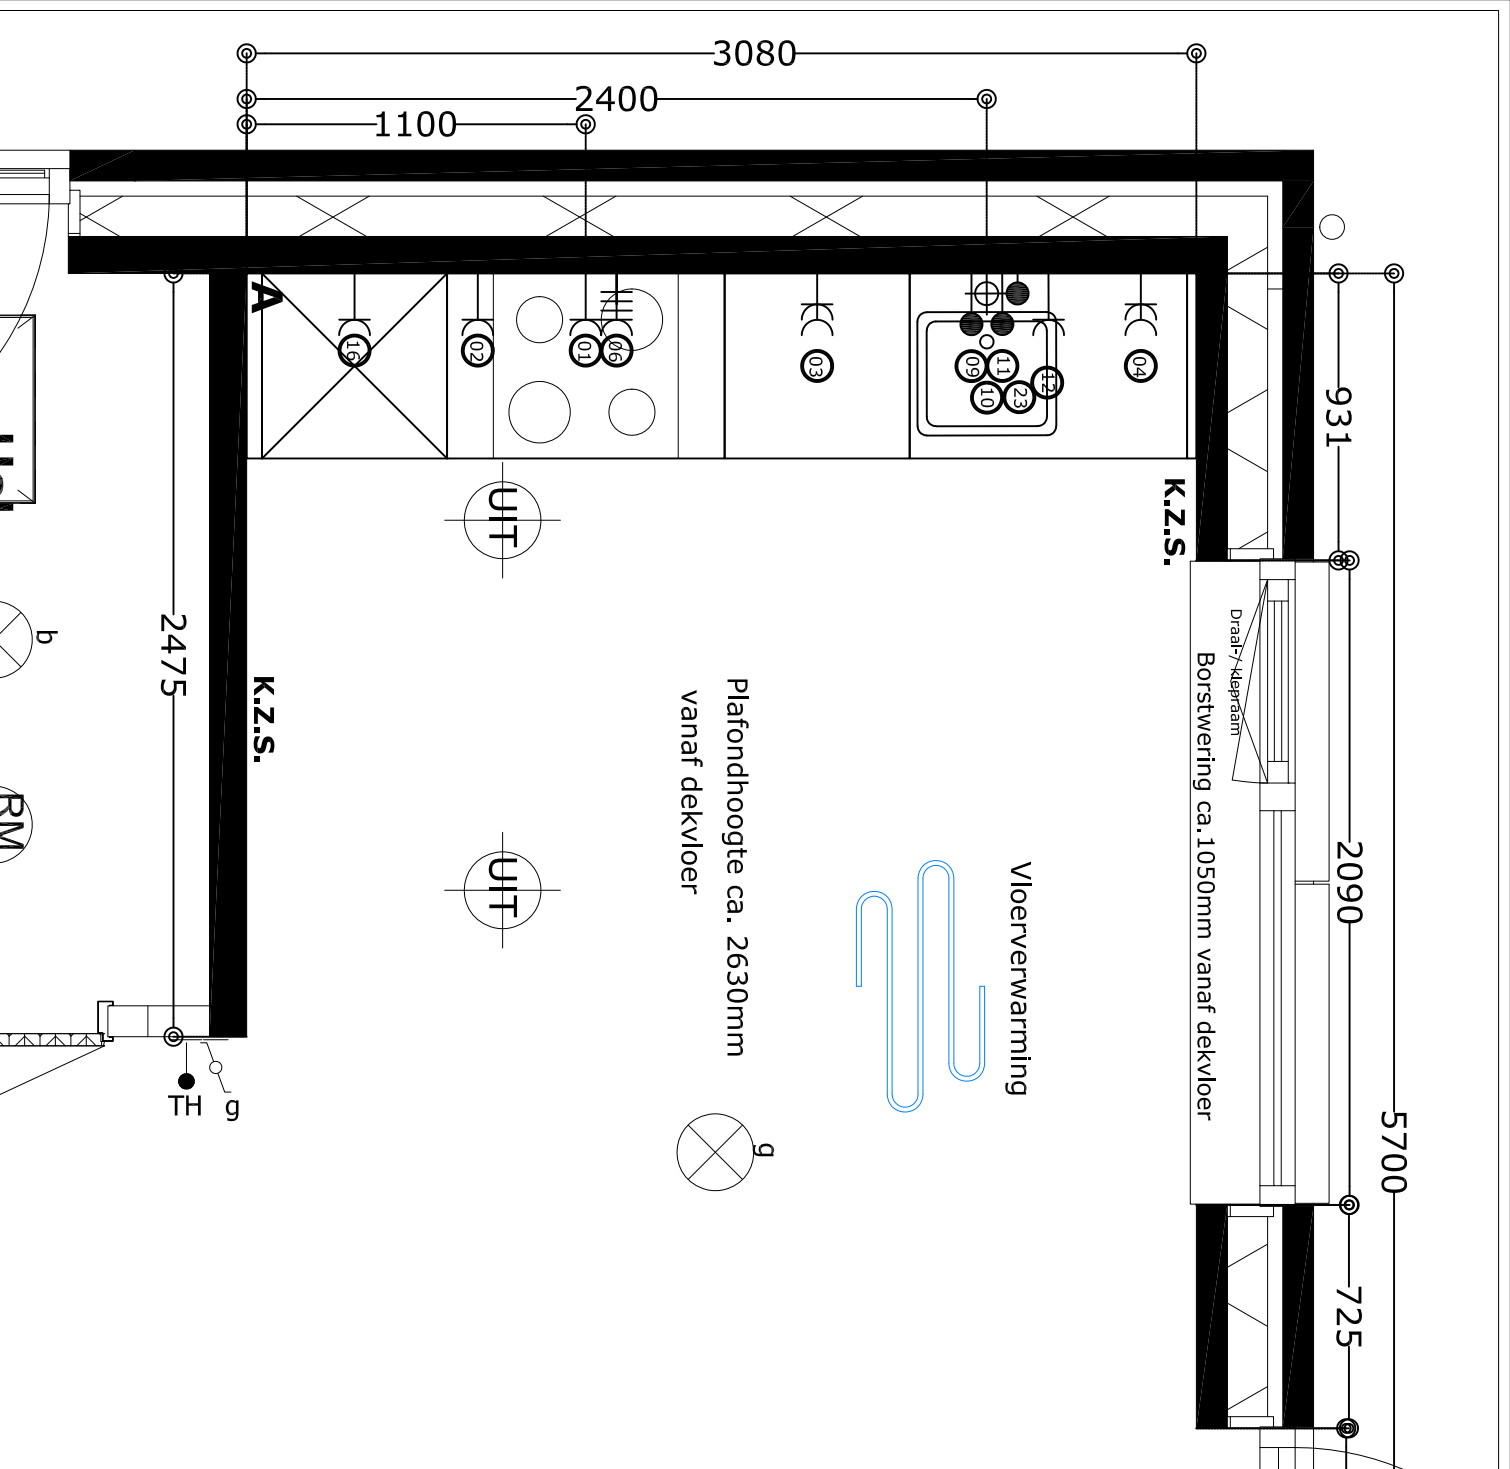 3080
2400
1100
A
16
02
01
06
03
09
11
12
04
10
23
931
K.Z.S.
UIT
2475
b
K.Z.S.
Draai-/ klepraam
Borstwering ca.1050mm vanaf dekvloer
Plafondhoogte ca. 2630mm
vanaf dekvloer
RM
UIT
Vloerverwarming
2090
TH
g
g
5700
725